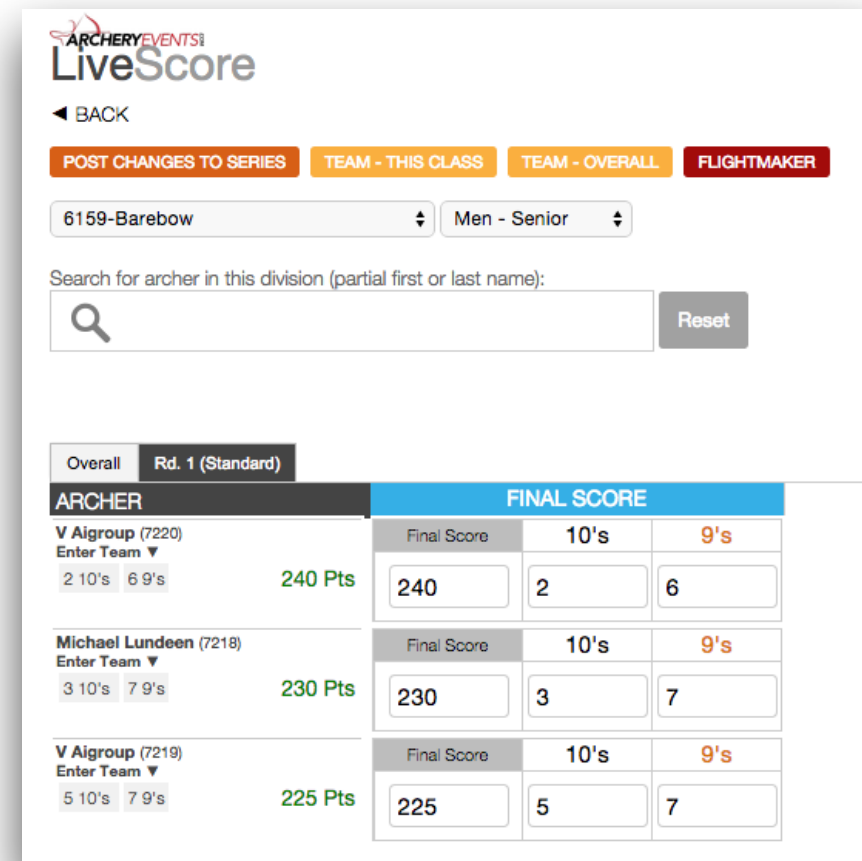 ARCHERYEVENTS
LiveScore
◀ BACK
POST CHANGES TO SERIES TEAM - THIS CLASS TEAM - OVERALL FLIGHTMAKER
6159-Barebow Men - Senior
Search for archer in this division (partial first or last name):
Reset
Overall Rd. 1 (Standard)
ARCHER FINAL SCORE
V Aigroup (7220) Final Score 10's 9's
Enter Team ▼
2 10's 6 9's 240 Pts 240 2 6
Michael Lundeen (7218) Final Score 10's 9's
Enter Team ▼
3 10's 7 9's 230 Pts 230 3 7
V Aigroup (7219) Final Score 10's 9's
Enter Team ▼
5 10's 7 9's 225 Pts 225 5 7